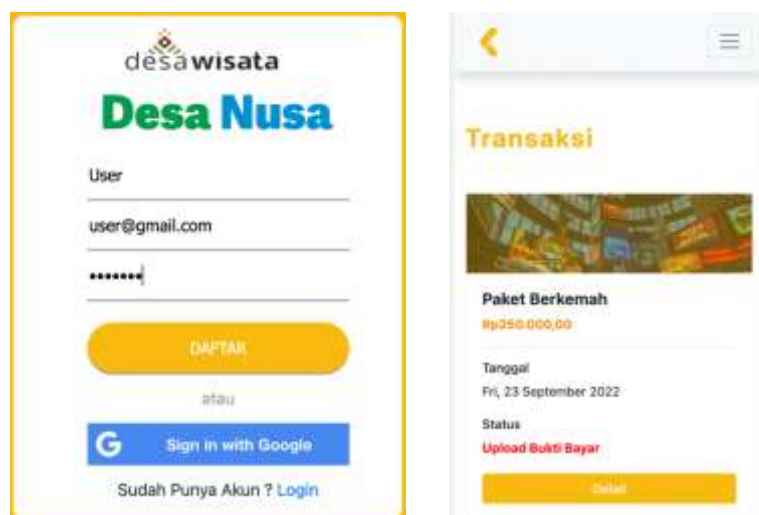 desawisata
Desa Nusa
User
user@gmail.com
DAFTAR
atau
G
Sign in with Google
Sudah Punya Akun ? Login
Transaksi
Paket Berkemah
Rp350.000,00
Tanggal
Fri, 23 September 2022
Status
Upload Bukti Bayar
Detail